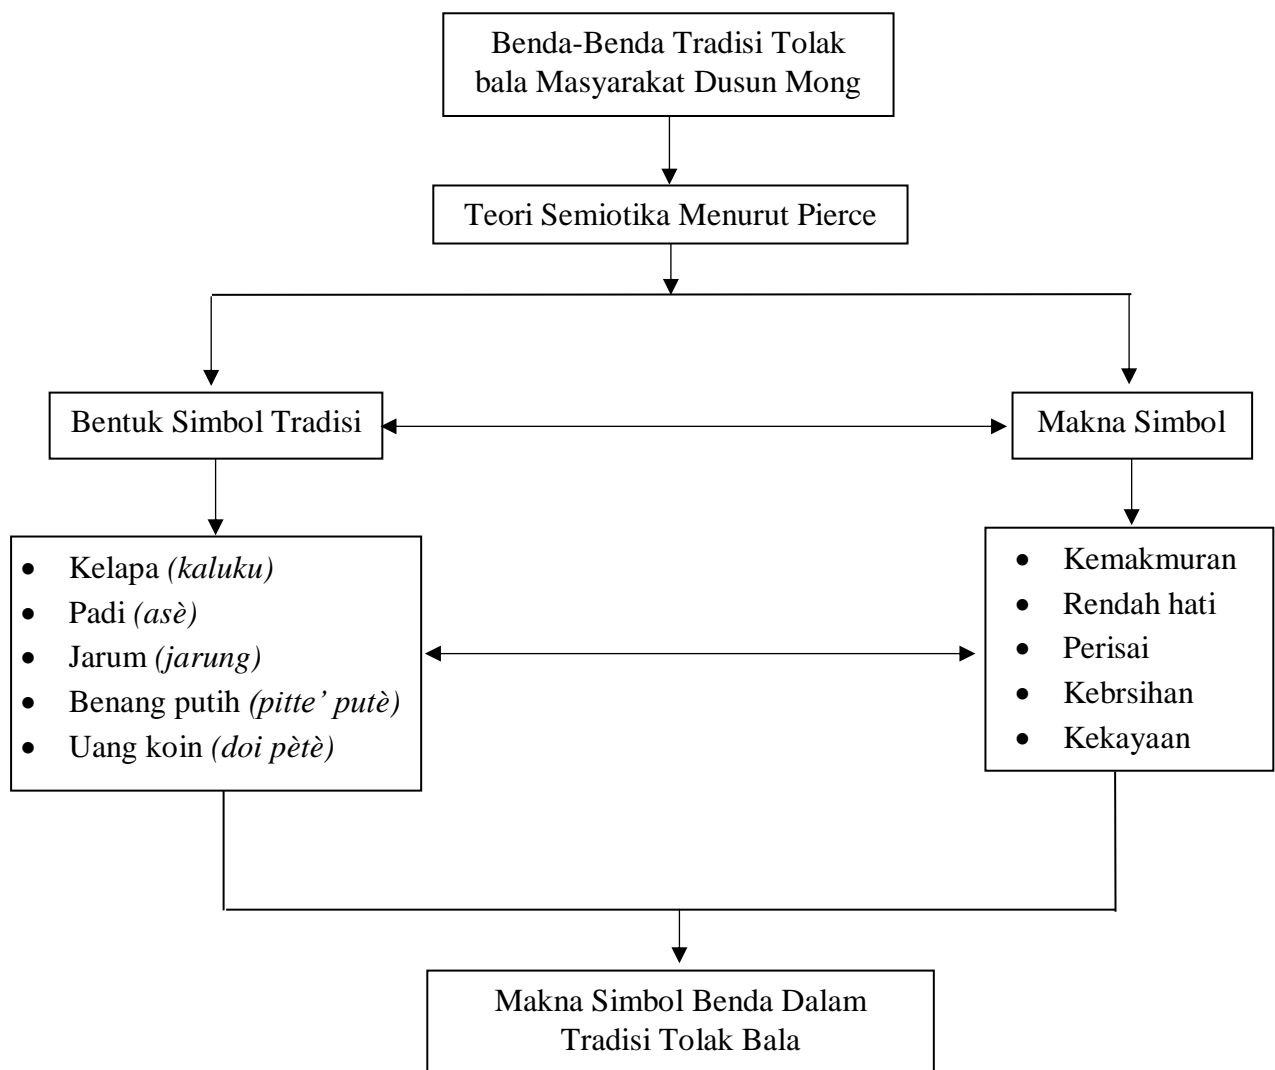 Benda-Benda Tradisi Tolak
bala Masyarakat Dusun Mong
Teori Semiotika Menurut Pierce
Bentuk Simbol Tradisi
Makna Simbol
• Kelapa (kaluku)
• Padi (asè)
• Jarum (jarung)
• Benang putih (pitte’ putè)
• Uang koin (doi pètè)
• Kemakmuran
• Rendah hati
• Perisai
• Kebrsihan
• Kekayaan
Makna Simbol Benda Dalam
Tradisi Tolak Bala